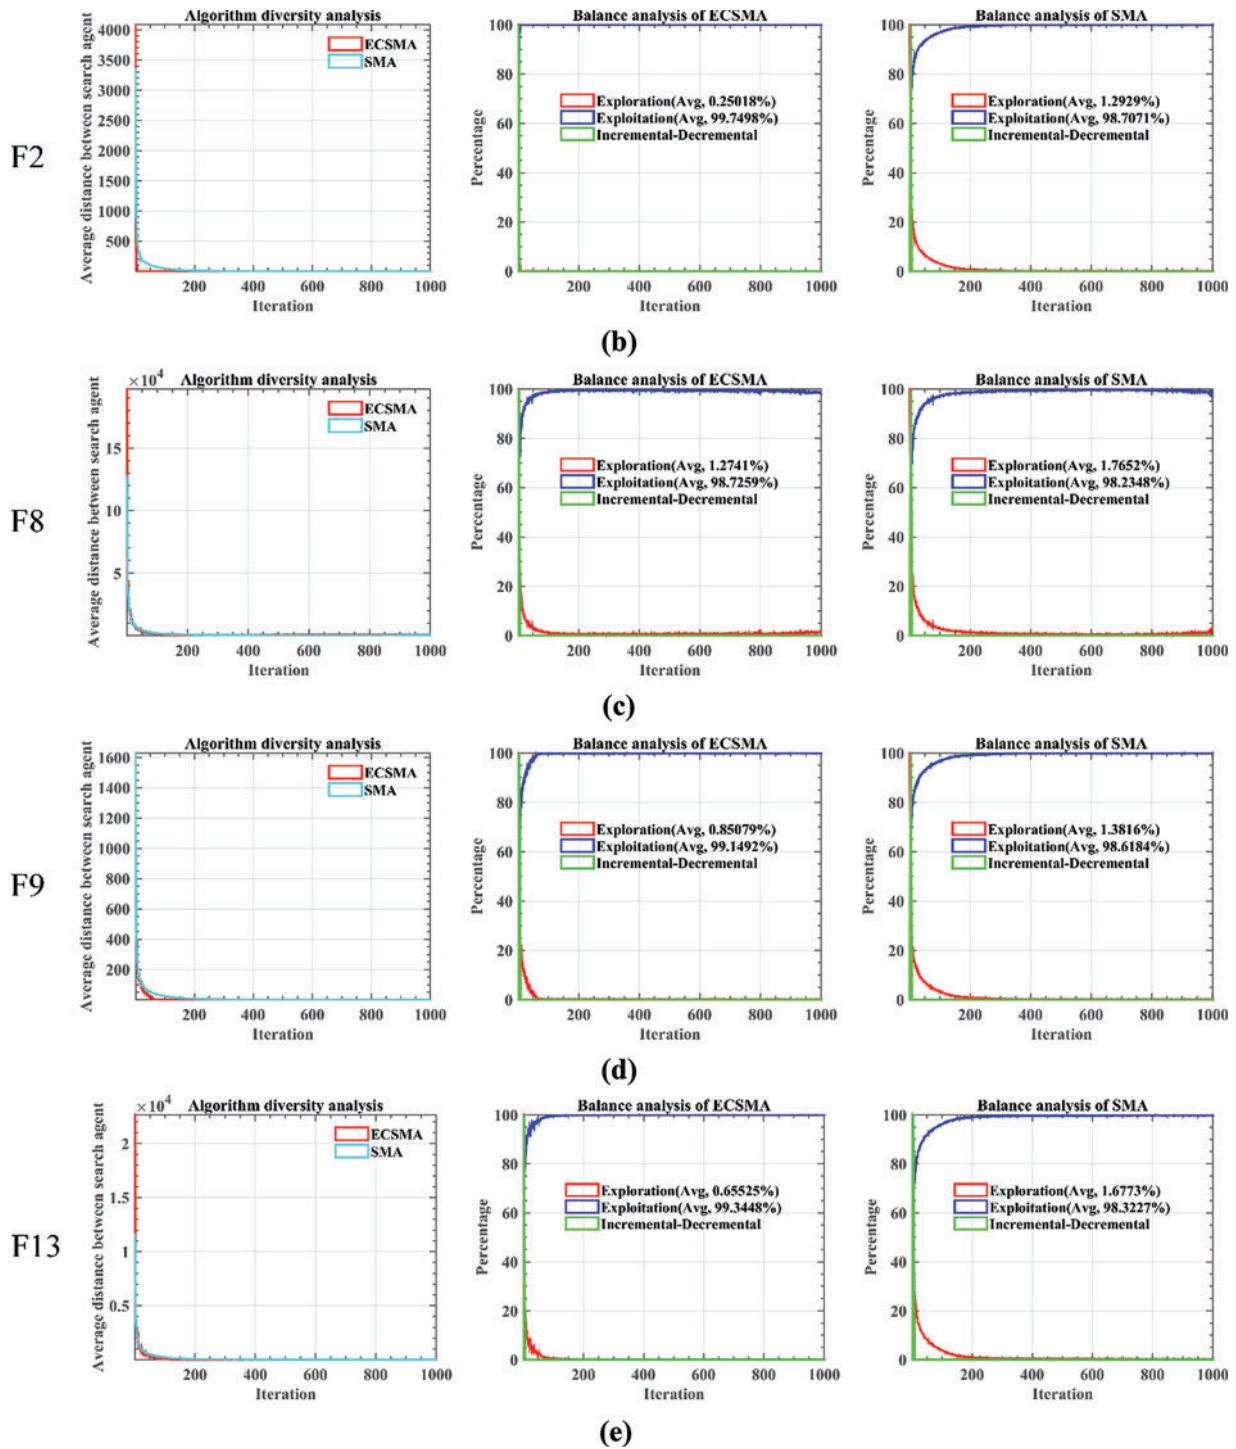 F2
Algorithm diversity analysis
Average distance between search agent
4000
3500
3000
2500
2000
1500
1000
500
ECSMA
SMA
200 400 600 800 1000
Iteration
Balance analysis of ECSMA
Percentage
100
80
60
40
20
0
Exploration(Avg, 0.25018%)
Exploitation(Avg, 99.7498%)
Incremental-Decremental
200 400 600 800 1000
Iteration
Balance analysis of SMA
Percentage
100
80
60
40
20
0
Exploration(Avg, 1.2929%)
Exploitation(Avg, 98.7071%)
Incremental-Decremental
200 400 600 800 1000
Iteration
(b)
F8
×10⁴
Algorithm diversity analysis
Average distance between search agent
15
10
5
ECSMA
SMA
200 400 600 800 1000
Iteration
Balance analysis of ECSMA
Percentage
100
80
60
40
20
0
Exploration(Avg, 1.2741%)
Exploitation(Avg, 98.7259%)
Incremental-Decremental
200 400 600 800 1000
Iteration
Balance analysis of SMA
Percentage
100
80
60
40
20
0
Exploration(Avg, 1.7652%)
Exploitation(Avg, 98.2348%)
Incremental-Decremental
200 400 600 800 1000
Iteration
(c)
F9
Algorithm diversity analysis
Average distance between search agent
1600
1400
1200
1000
800
600
400
200
ECSMA
SMA
200 400 600 800 1000
Iteration
Balance analysis of ECSMA
Percentage
100
80
60
40
20
0
Exploration(Avg, 0.85079%)
Exploitation(Avg, 99.1492%)
Incremental-Decremental
200 400 600 800 1000
Iteration
Balance analysis of SMA
Percentage
100
80
60
40
20
0
Exploration(Avg, 1.3816%)
Exploitation(Avg, 98.6184%)
Incremental-Decremental
200 400 600 800 1000
Iteration
(d)
F13
×10⁴
Algorithm diversity analysis
Average distance between search agent
2
1.5
1
0.5
ECSMA
SMA
200 400 600 800 1000
Iteration
Balance analysis of ECSMA
Percentage
100
80
60
40
20
0
Exploration(Avg, 0.65525%)
Exploitation(Avg, 99.3448%)
Incremental-Decremental
200 400 600 800 1000
Iteration
Balance analysis of SMA
Percentage
100
80
60
40
20
0
Exploration(Avg, 1.6773%)
Exploitation(Avg, 98.3227%)
Incremental-Decremental
200 400 600 800 1000
Iteration
(e)